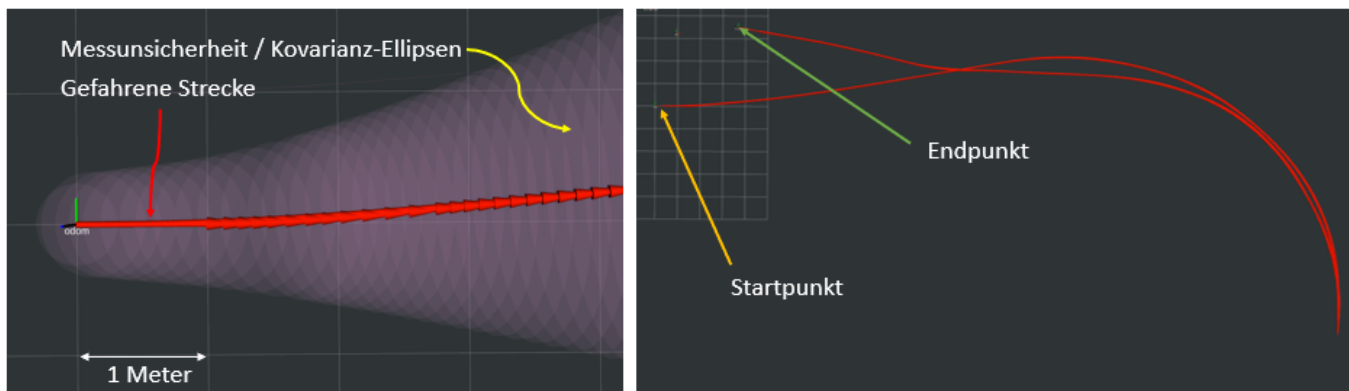 Messunsicherheit / Kovarianz-Ellipsen
Gefahrene Strecke
odom
1 Meter
Endpunkt
Startpunkt